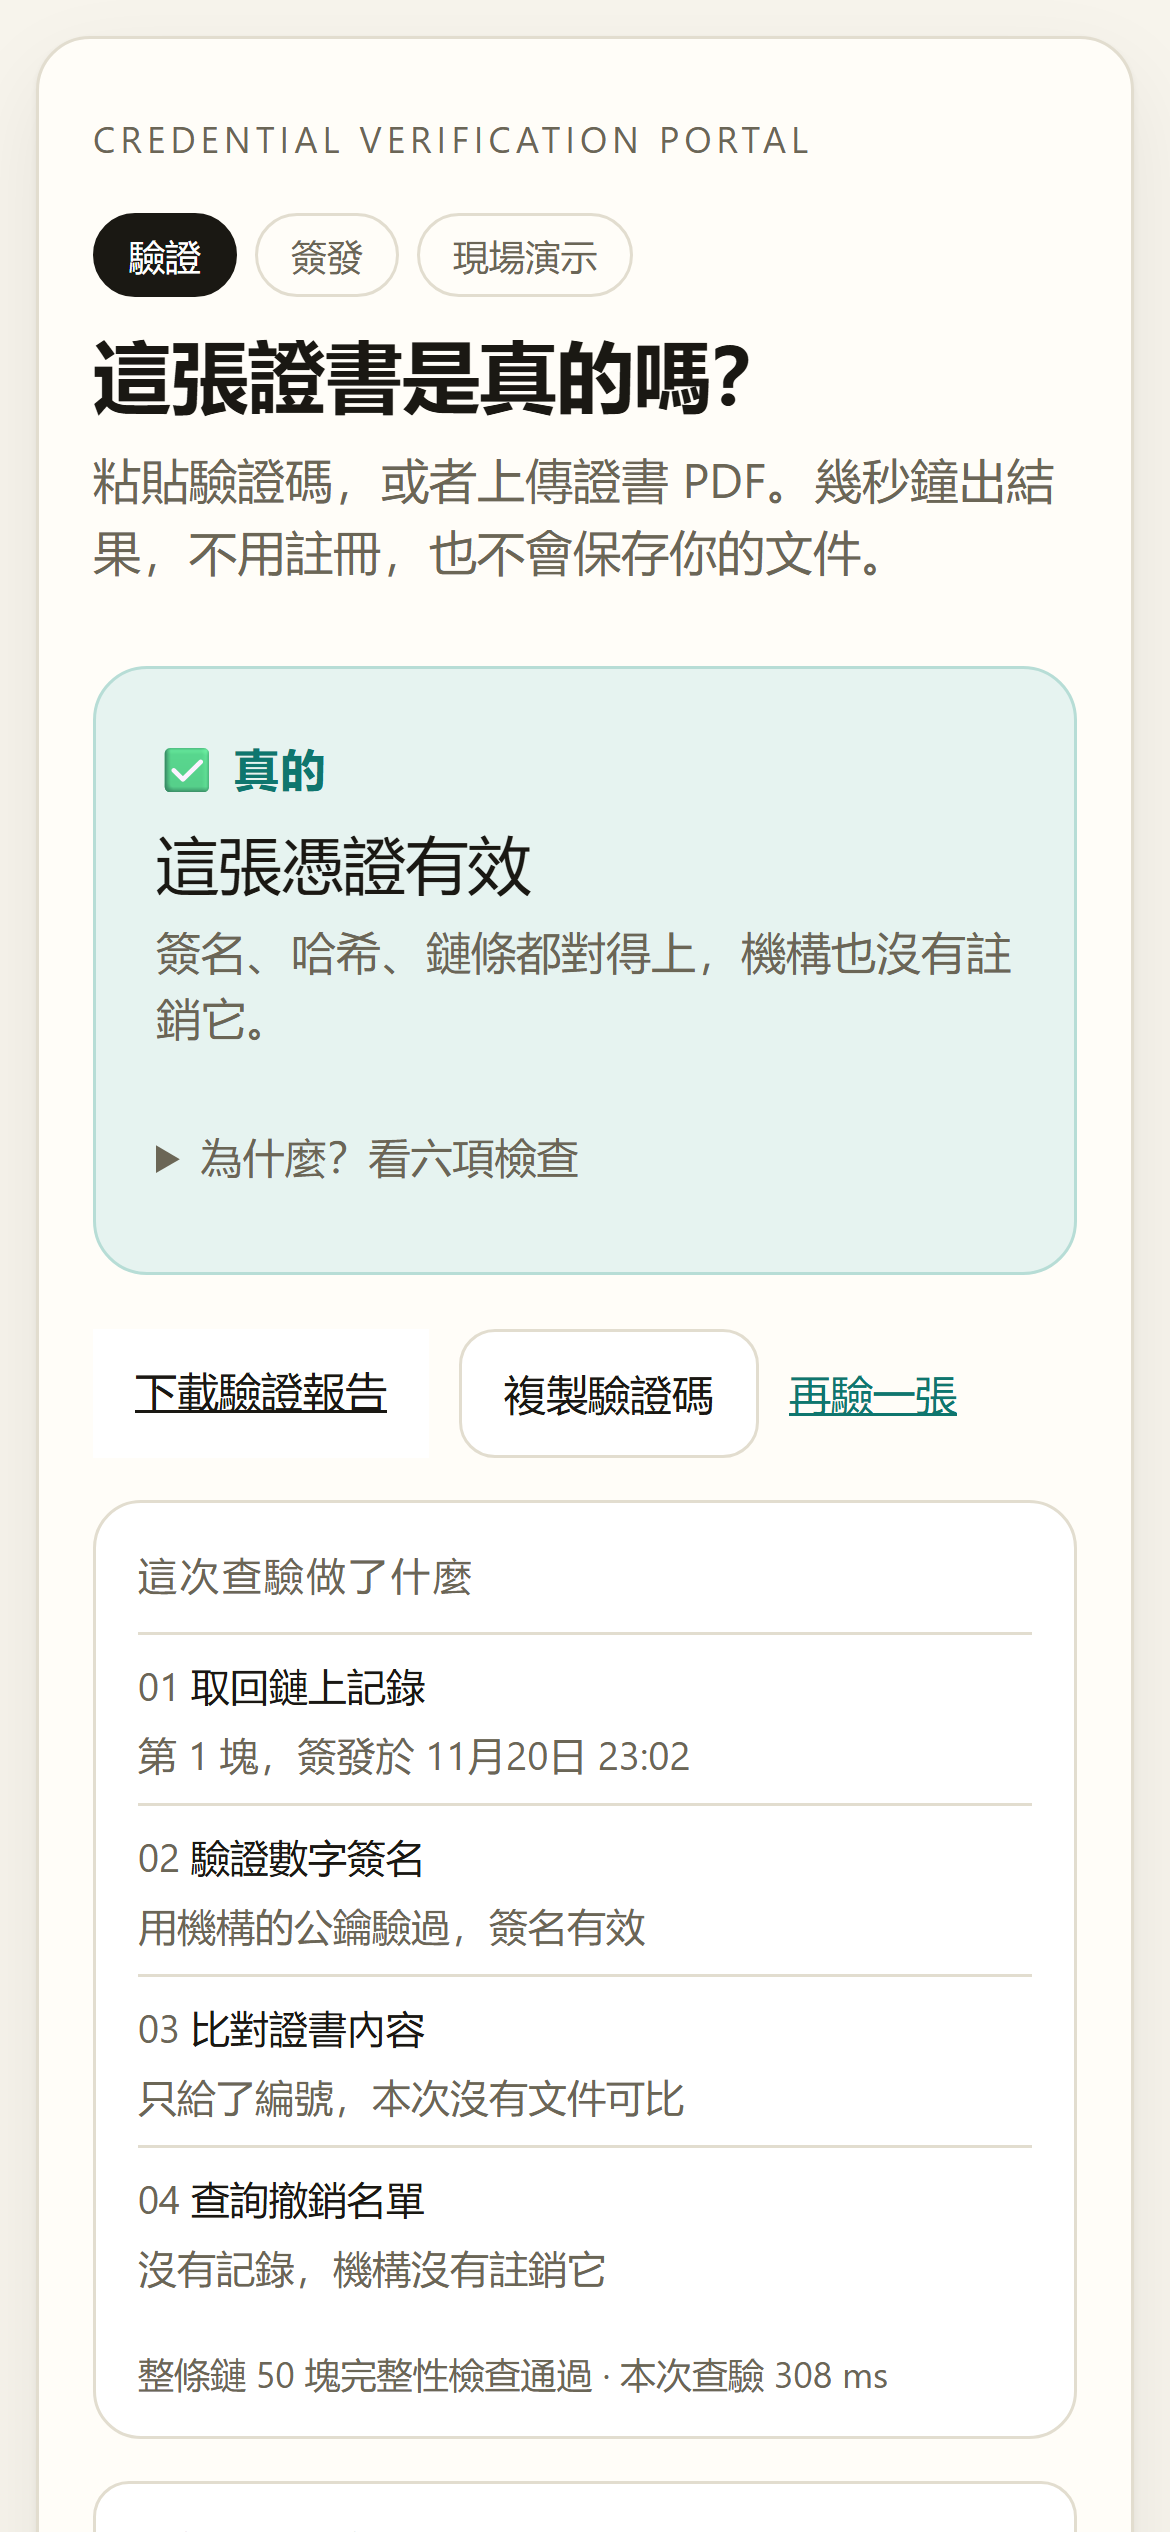 CREDENTIAL VERIFICATION PORTAL
驗證 簽發 現場演示
這張證書是真的嗎？
粘貼驗證碼，或者上傳證書 PDF。幾秒鐘出結
果，不用註冊，也不會保存你的文件。
✅ 真的
這張憑證有效
簽名、哈希、鏈條都對得上，機構也沒有註
銷它。
▶ 為什麼？看六項檢查
下載驗證報告 複製驗證碼 再驗一張
這次查驗做了什麼
01 取回鏈上記錄
第 1 塊，簽發於 11月20日 23:02
02 驗證數字簽名
用機構的公鑰驗過，簽名有效
03 比對證書內容
只給了編號，本次沒有文件可比
04 查詢撤銷名單
沒有記錄，機構沒有註銷它
整條鏈 50 塊完整性檢查通過 · 本次查驗 308 ms